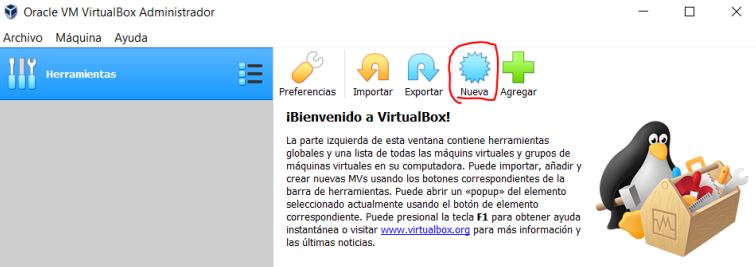 Oracle VM VirtualBox Administrador
Archivo Máquina Ayuda
Herramientas
Preferencias Importar Exportar Nueva Agregar
¡Bienvenido a VirtualBox!
La parte izquierda de esta ventana contiene herramientas
globales y una lista de todas las máquins virtuales y grupos de
máquinas virtuales en su computadora. Puede importar, añadir y
crear nuevas MVs usando los botones correspondientes de la
barra de herramientas. Puede abrir un «popup» del elemento
seleccionado actualmente usando el botón de elemento
correspondiente. Puede presional la tecla F1 para obtener ayuda
instantánea o visitar www.virtualbox.org para más información y
las últimas noticias.